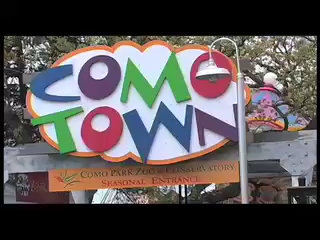 COMO
TOWN
COMO PARK ZOO & CONSERVATORY
SEASONAL ENTRANCE